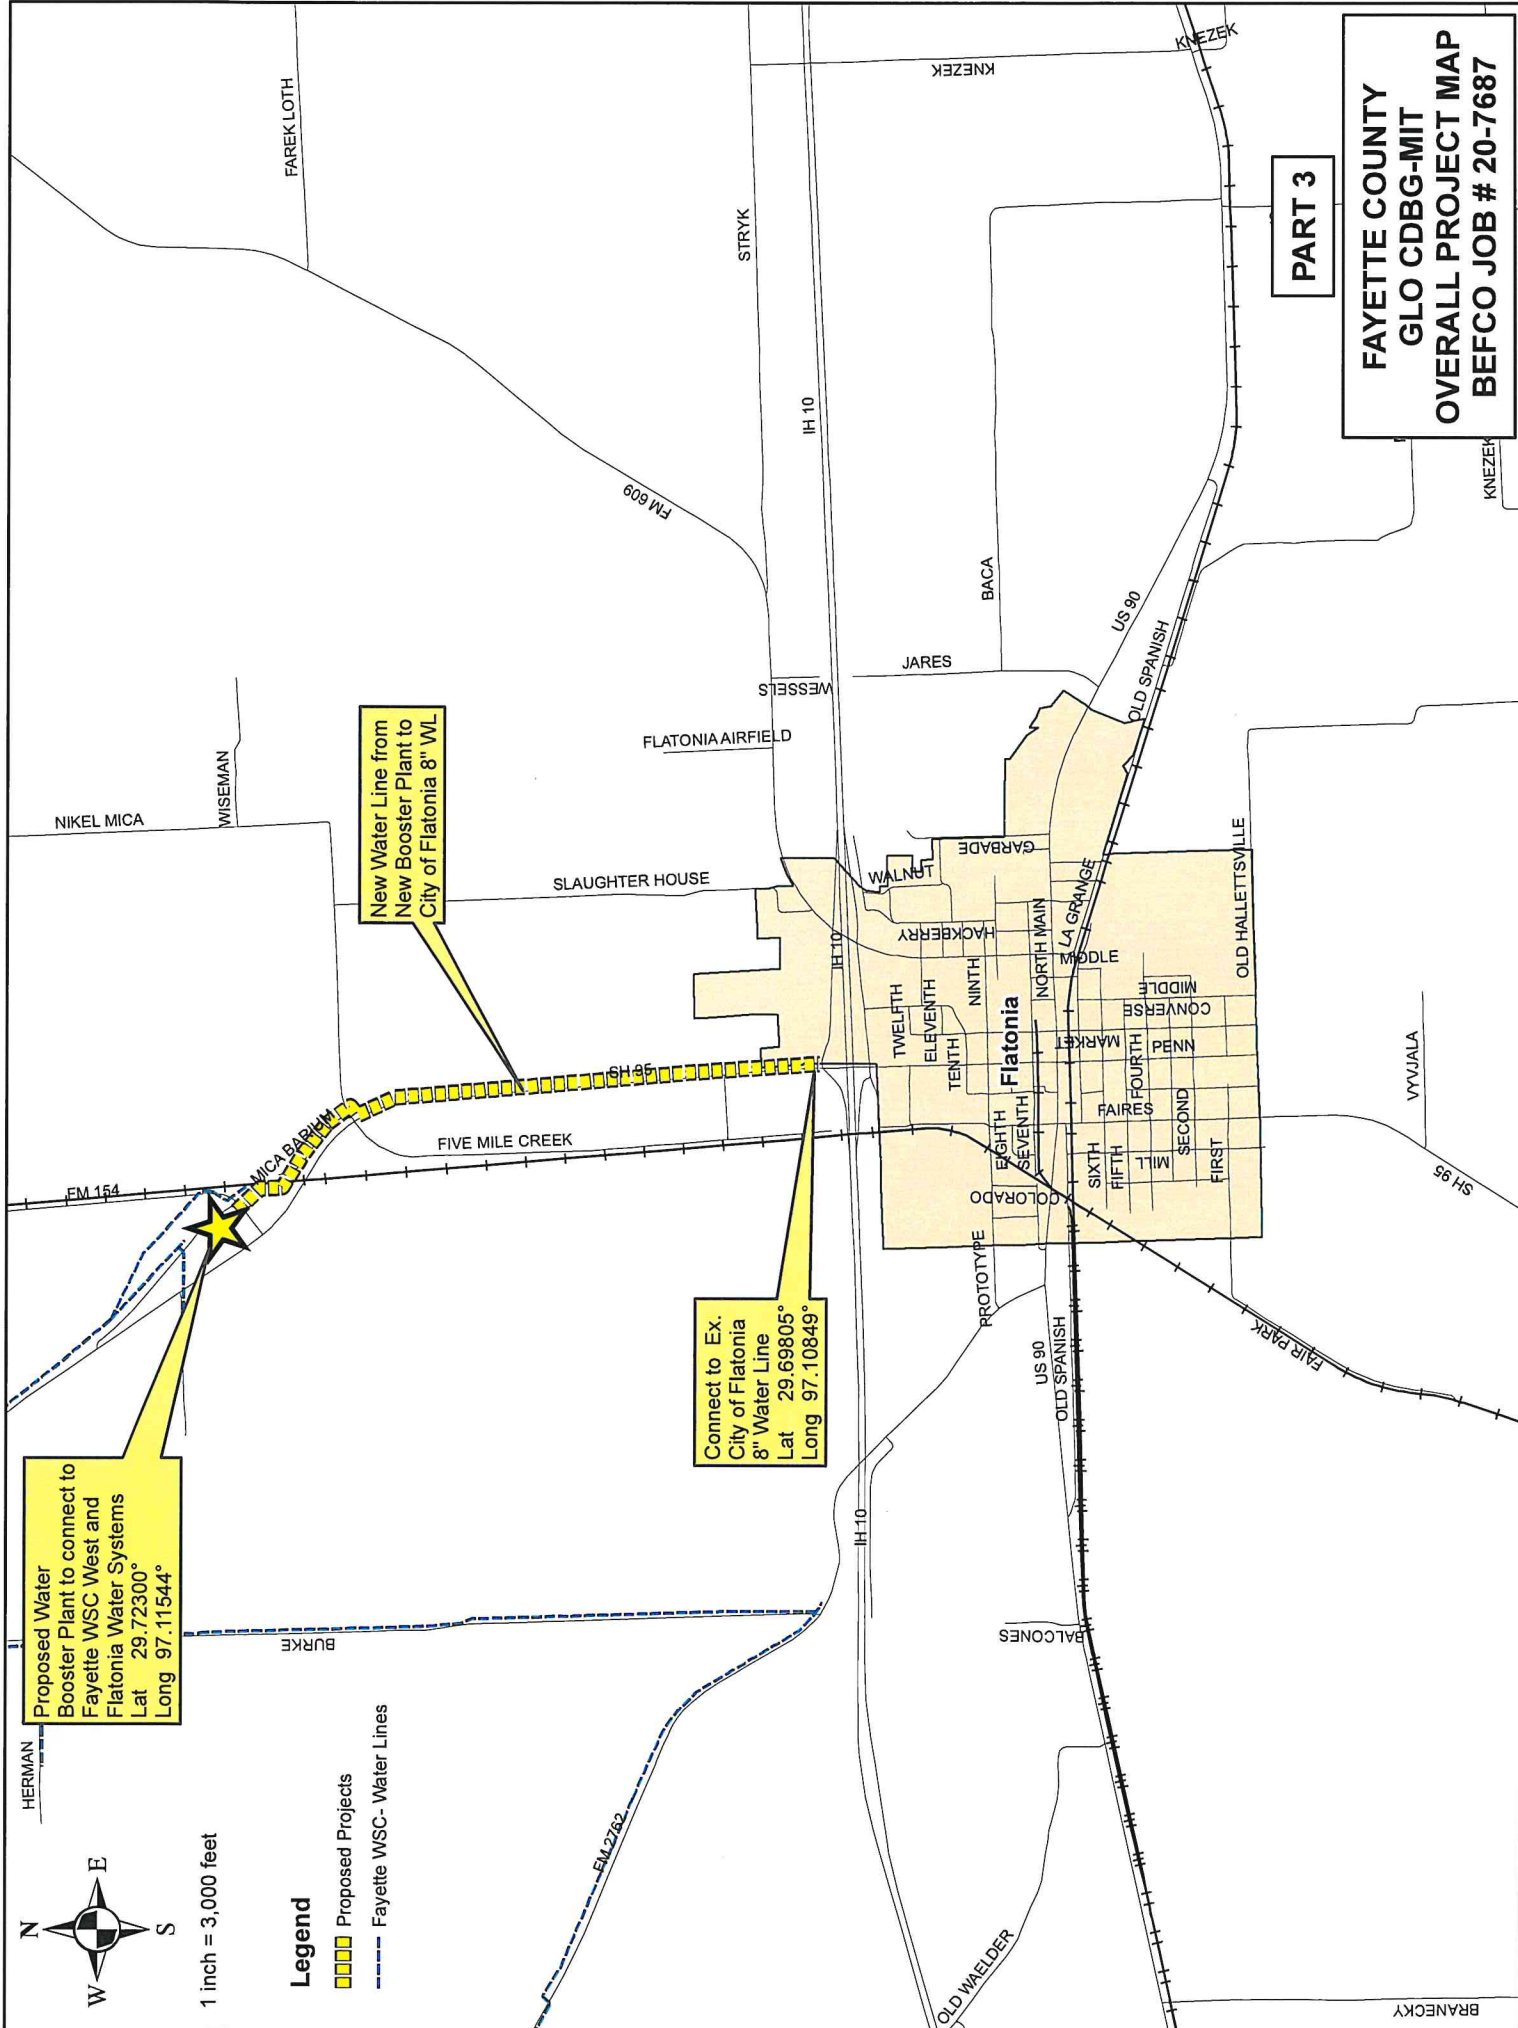 N
W
E
S
1 inch = 3,000 feet
Legend
Proposed Projects
Fayette WSC- Water Lines
HERMAN
Proposed Water
Booster Plant to connect to
Fayette WSC West and
Flatonia Water Systems
Lat 29.72300°
Long 97.11544°
New Water Line from
New Booster Plant to
City of Flatonia 8" WL
Connect to Ex.
City of Flatonia
8" Water Line
Lat 29.69805°
Long 97.10849°
FM 154
MICA BARIUM
NIKEL MICA
WISEMAN
FAREK LOTH
BURKE
FIVE MILE CREEK
SH 95
SLAUGHTER HOUSE
FLATONIA AIRFIELD
WESSELS
FM 609
STRYK
KNEZEK
KNEZEK
IH 10
IH 10
IH 10
FM 2762
JARES
BACA
US 90
OLD SPANISH
WALNUT
GARBADE
HACKBERRY
TWELFTH
ELEVENTH
TENTH
NINTH
Flatonia
NORTH MAIN
LA GRANGE
MIDDLE
MIDDLE
CONVERSE
MARKET
PENN
FOURTH
EIGHTH
SEVENTH
FAIRES
SECOND
SIXTH
FIFTH
MILL
FIRST
COLORADO
PROTOTYPE
US 90
OLD SPANISH
OLD HALLETTSVILLE
VYVJALA
SH 95
FAIR PARK
BALCONES
OLD WAELDER
BRANECKY
KNEZEK
PART 3
FAYETTE COUNTY
GLO CDBG-MIT
OVERALL PROJECT MAP
BEFCO JOB # 20-7687